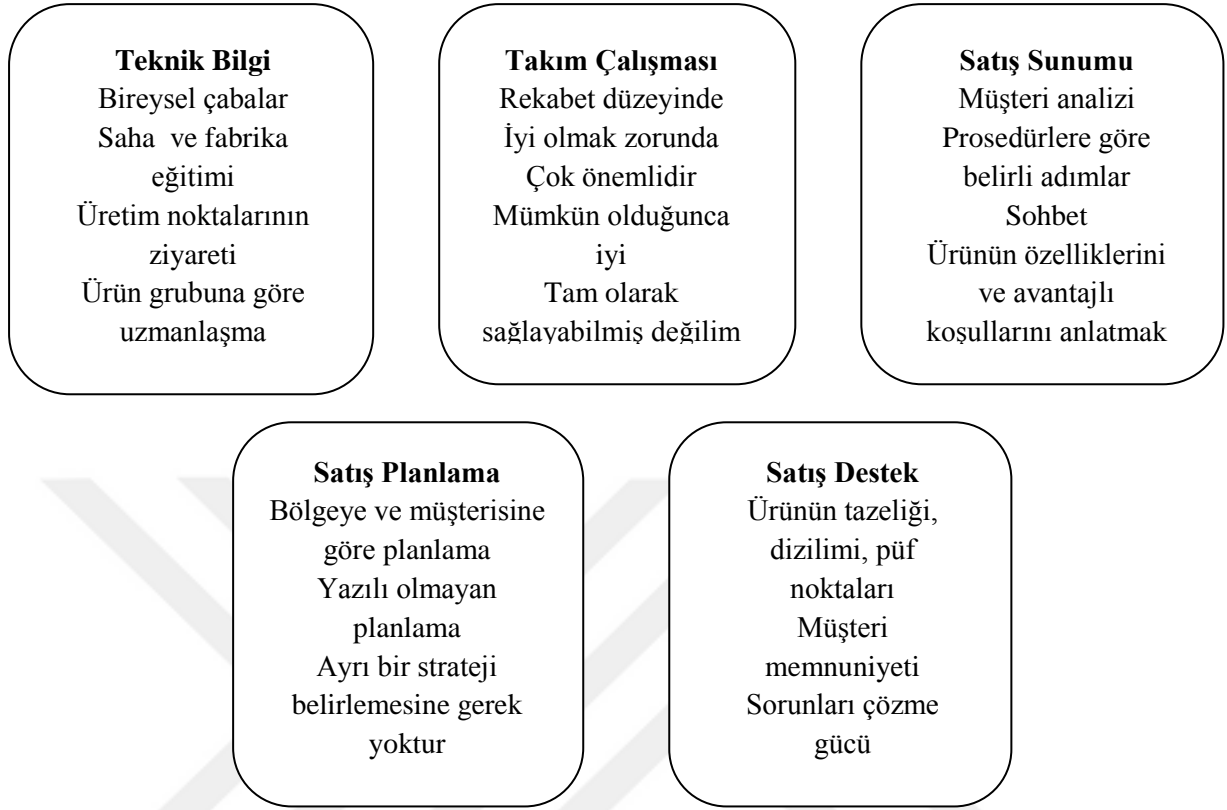 Teknik Bilgi
Bireysel çabalar
Saha ve fabrika
eğitimi
Üretim noktalarının
ziyareti
Ürün grubuna göre
uzmanlaşma
Takım Çalışması
Rekabet düzeyinde
İyi olmak zorunda
Çok önemlidir
Mümkün olduğunca
iyi
Tam olarak
sağlayabilmiş değilim
Satış Sunumu
Müşteri analizi
Prosedürlere göre
belirli adımlar
Sohbet
Ürünün özelliklerini
ve avantajlı
koşullarını anlatmak
Satış Planlama
Bölgeye ve müşterisine
göre planlama
Yazılı olmayan
planlama
Ayrı bir strateji
belirlemesine gerek
yoktur
Satış Destek
Ürünün tazeliği,
dizilimi, püf
noktaları
Müşteri
memnuniyeti
Sorunları çözme
gücü